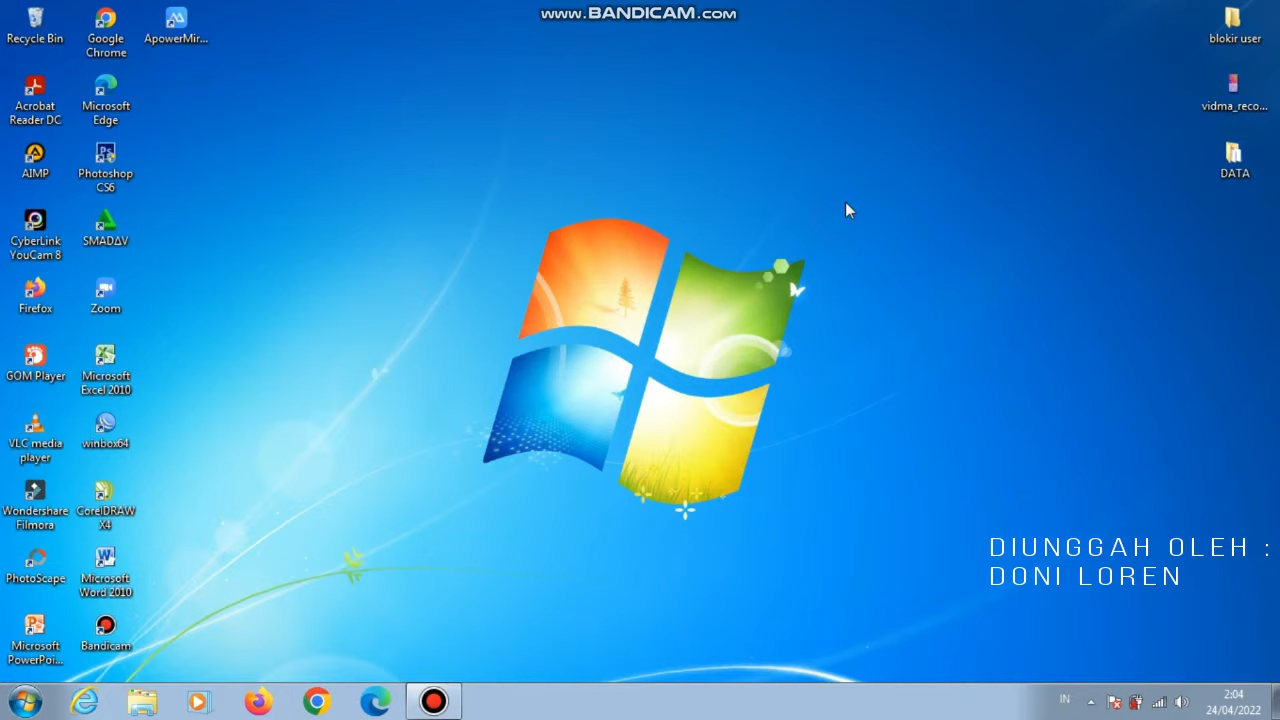 www.BANDICAM.com
Recycle Bin
Google
Chrome
ApowerMir...
Acrobat
Reader DC
Microsoft
Edge
AIMP
Photoshop
CS6
CyberLink
YouCam 8
SMADΔV
Firefox
Zoom
GOM Player
Microsoft
Excel 2010
VLC media
player
winbox64
Wondershare
Filmora
CorelDRAW
X4
PhotoScape
Microsoft
Word 2010
Microsoft
PowerPoi...
Bandicam
blokir user
vidma_reco...
DATA
DIUNGGAH OLEH :
DONI LOREN
IN
2:04
24/04/2022